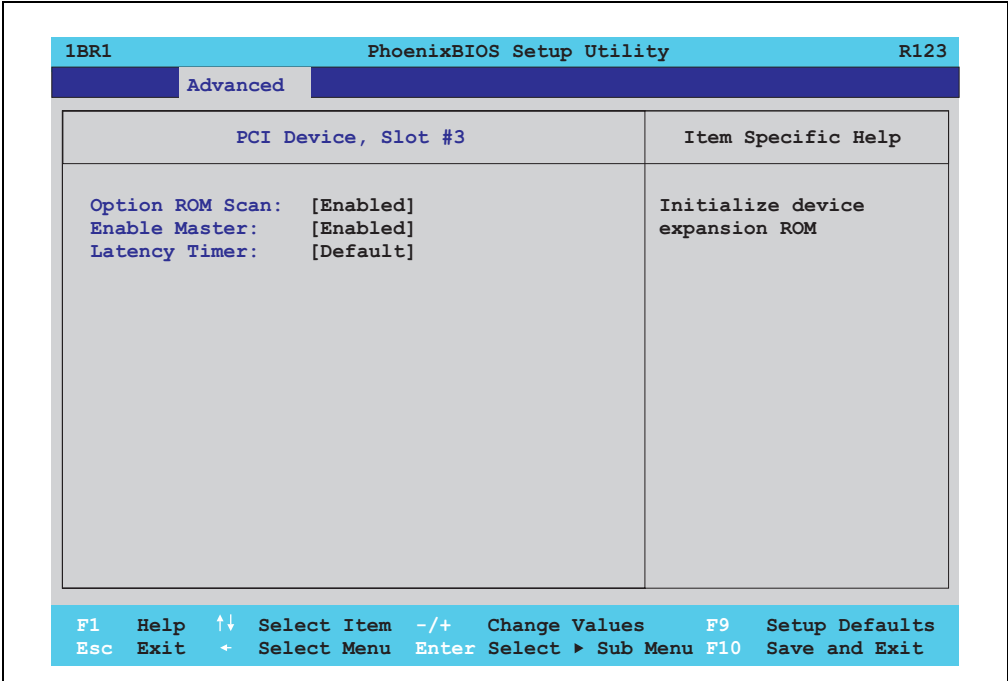 1BR1 PhoenixBIOS Setup Utility R123
Advanced
PCI Device, Slot #3 Item Specific Help
Option ROM Scan: [Enabled] Initialize device
Enable Master: [Enabled] expansion ROM
Latency Timer: [Default]
F1 Help ↑↓ Select Item -/+ Change Values F9 Setup Defaults
Esc Exit ← Select Menu Enter Select ▶ Sub Menu F10 Save and Exit